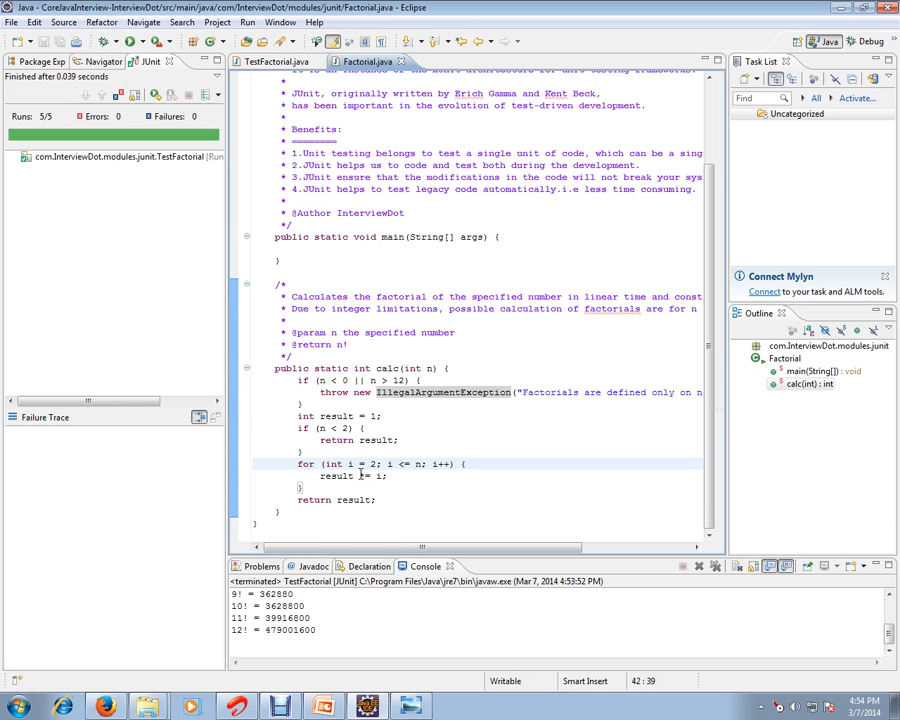 Java - CoreJavaInterview-InterviewDot/src/main/java/com/InterviewDot/modules/junit/Factorial.java - Eclipse
File Edit Source Refactor Navigate Search Project Run Window Help
Java Debug
Package Exp Navigator JUnit
Finished after 0.039 seconds
Runs: 5/5 Errors: 0 Failures: 0
com.InterviewDot.modules.junit.TestFactorial [Run
Failure Trace
TestFactorial.java Factorial.java
* JUnit, originally written by Erich Gamma and Kent Beck,
* has been important in the evolution of test-driven development.
*
* Benefits:
* ========
* 1.Unit testing belongs to test a single unit of code, which can be a sing
* 2.JUnit helps us to code and test both during the development.
* 3.JUnit ensure that the modifications in the code will not break your sys
* 4.JUnit helps to test legacy code automatically.i.e less time consuming.
*
* @Author InterviewDot
*/
public static void main(String[] args) {
}
/*
* Calculates the factorial of the specified number in linear time and const
* Due to integer limitations, possible calculation of factorials are for n
*
* @param n the specified number
* @return n!
*/
public static int calc(int n) {
if (n < 0 || n > 12) {
throw new IllegalArgumentException("Factorials are defined only on n
}
int result = 1;
if (n < 2) {
return result;
}
for (int i = 2; i <= n; i++) {
result *= i;
}
return result;
}
}
Task List
Find All Activate...
Uncategorized
Connect Mylyn
Connect to your task and ALM tools.
Outline
com.InterviewDot.modules.junit
Factorial
main(String[]) : void
calc(int) : int
Problems Javadoc Declaration Console
<terminated> TestFactorial [JUnit] C:\Program Files\Java\jre7\bin\javaw.exe (Mar 7, 2014 4:53:52 PM)
9! = 362880
10! = 3628800
11! = 39916800
12! = 479001600
Writable Smart Insert 42 : 39
4:54 PM
3/7/2014